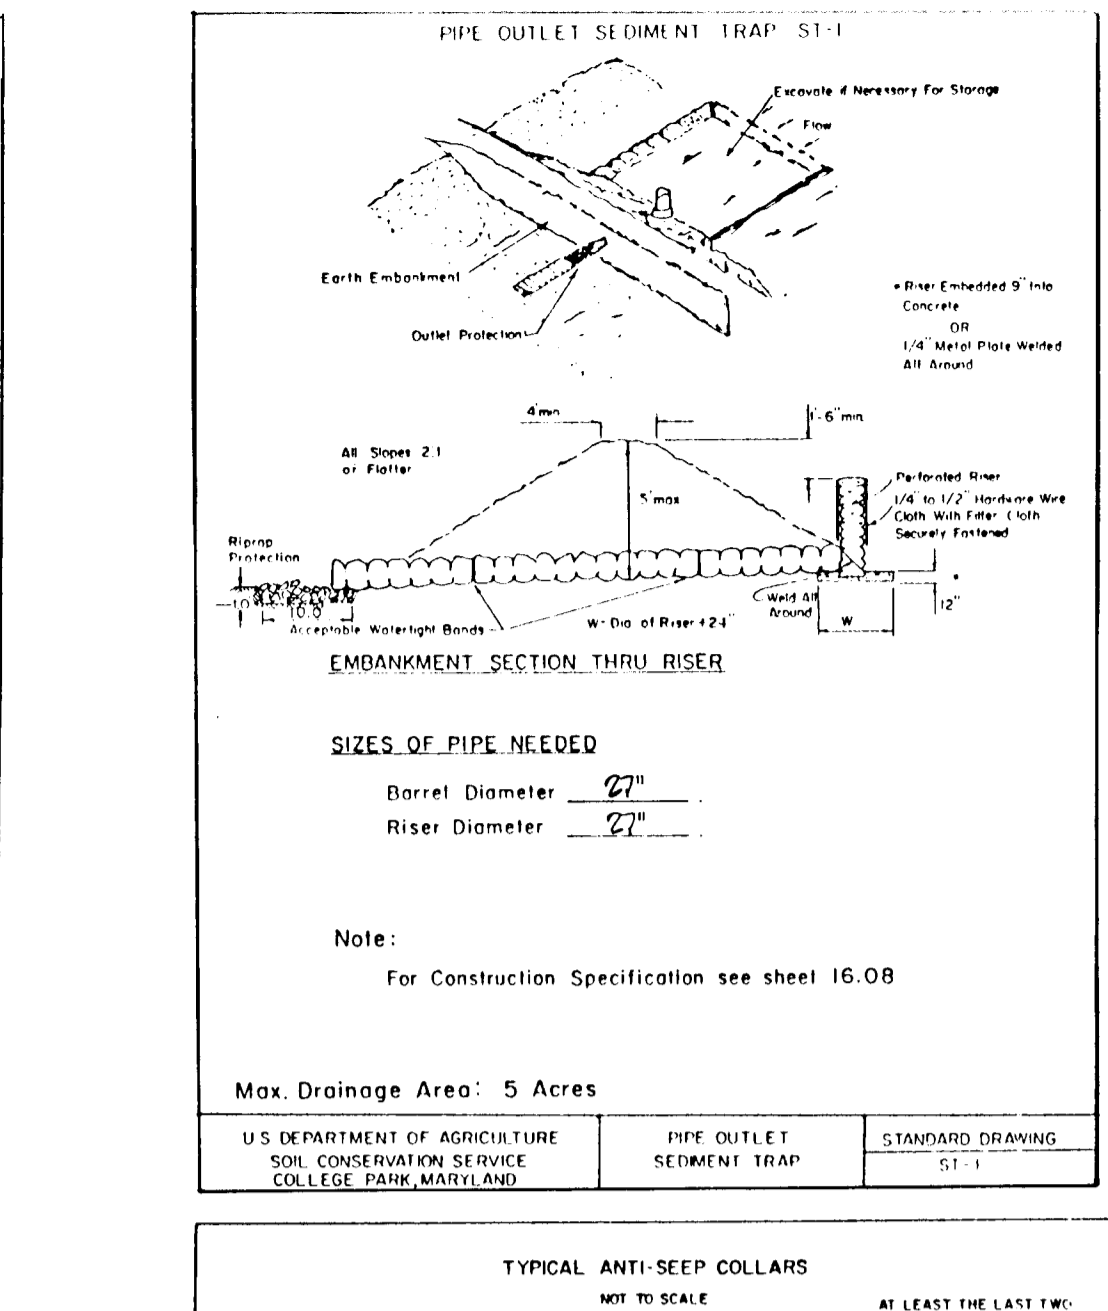 PIPE OUTLET SEDIMENT TRAP ST-1
Excavate if Necessary For Storage
Flow
Earth Embankment
Outlet Protection
* Riser Embedded 9" Into
Concrete
OR
1/4" Metal Plate Welded
All Around
4' min
1'-6" min
All Slopes 2:1
or Flatter
5' max
Perforated Riser
1/4" to 1/2" Hardware Wire
Cloth With Filter Cloth
Securely Fastened
Riprap
Protection
1.0
10.0
Acceptable Watertight Bands
W- Dia of Riser +24"
Weld All
Around
W
12"
*
EMBANKMENT SECTION THRU RISER
SIZES OF PIPE NEEDED
Barrel Diameter 27" .
Riser Diameter 27" .
Note:
For Construction Specification see sheet 16.08
Max. Drainage Area: 5 Acres
U S DEPARTMENT OF AGRICULTURE
SOIL CONSERVATION SERVICE
COLLEGE PARK, MARYLAND
PIPE OUTLET
SEDIMENT TRAP
STANDARD DRAWING
ST-1
TYPICAL ANTI-SEEP COLLARS
NOT TO SCALE
AT LEAST THE LAST TWO